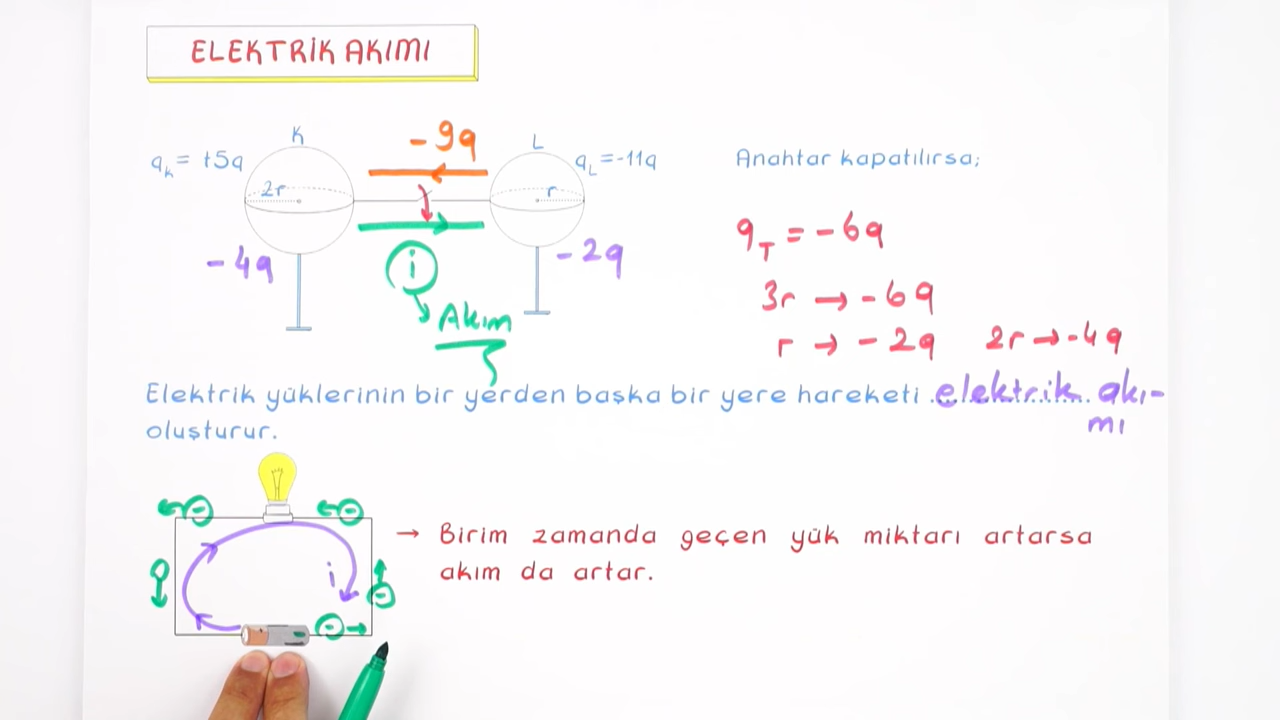 ELEKTRİK AKIMI
K
L
qK = +5q
-9q
qL = -11q
Anahtar kapatılırsa;
2r
r
-4q
i
-2q
Akım
qT = -6q
3r → -6q
r → -2q 2r → -4q
Elektrik yüklerinin bir yerden başka bir yere hareketi elektrik akı-
mı
oluşturur.
→ Birim zamanda geçen yük miktarı artarsa
akım da artar.
i